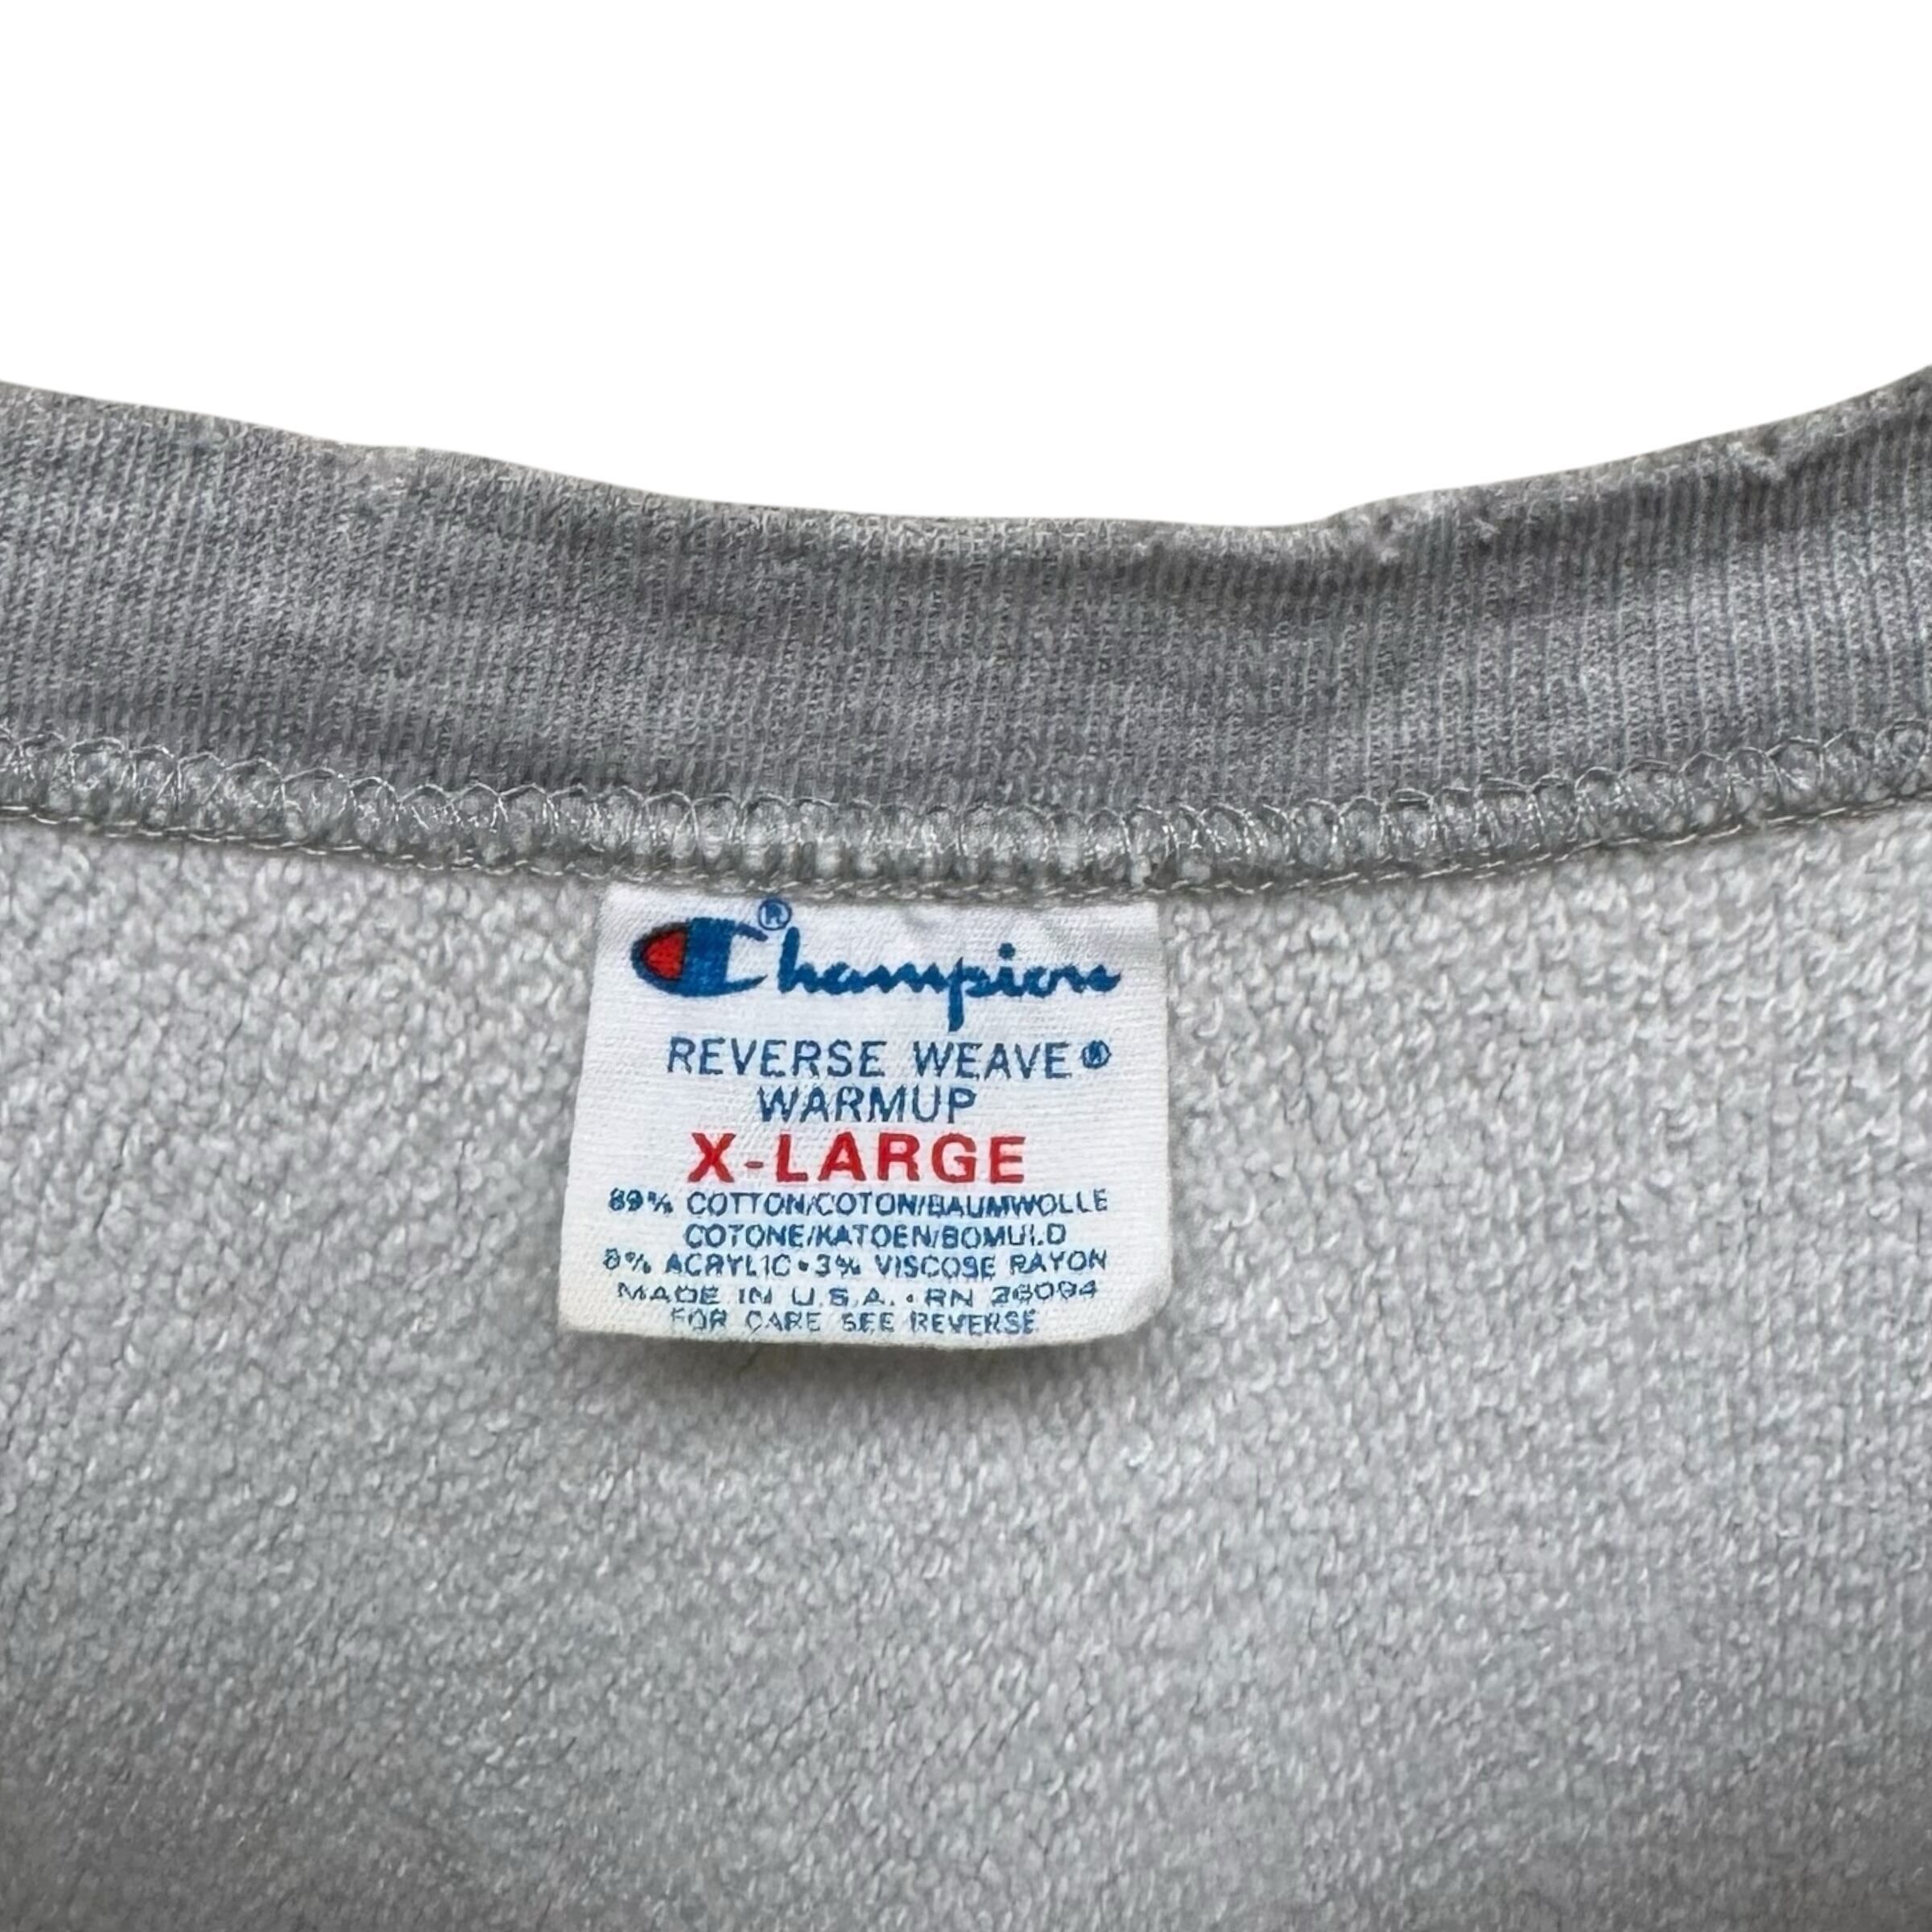 Champion®
REVERSE WEAVE®
WARMUP
X-LARGE
89% COTTON/COTON/BAUMWOLLE
COTONE/KATOEN/BOMULD
8% ACRYLIC•3% VISCOSE RAYON
MADE IN U.S.A.•RN 26094
FOR CARE SEE REVERSE